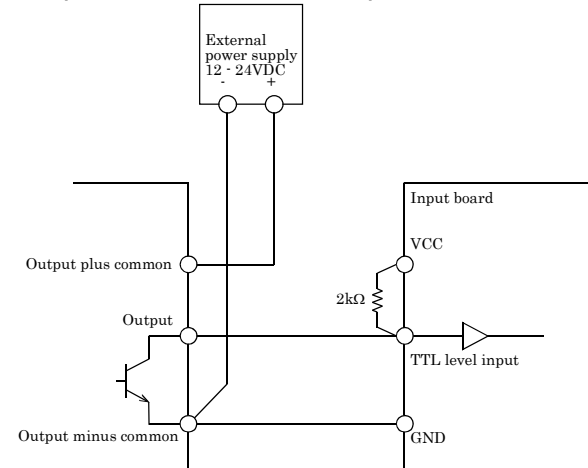 External
power supply
12 - 24VDC
- +
Input board
VCC
Output plus common
2kΩ
Output
TTL level input
Output minus common
GND